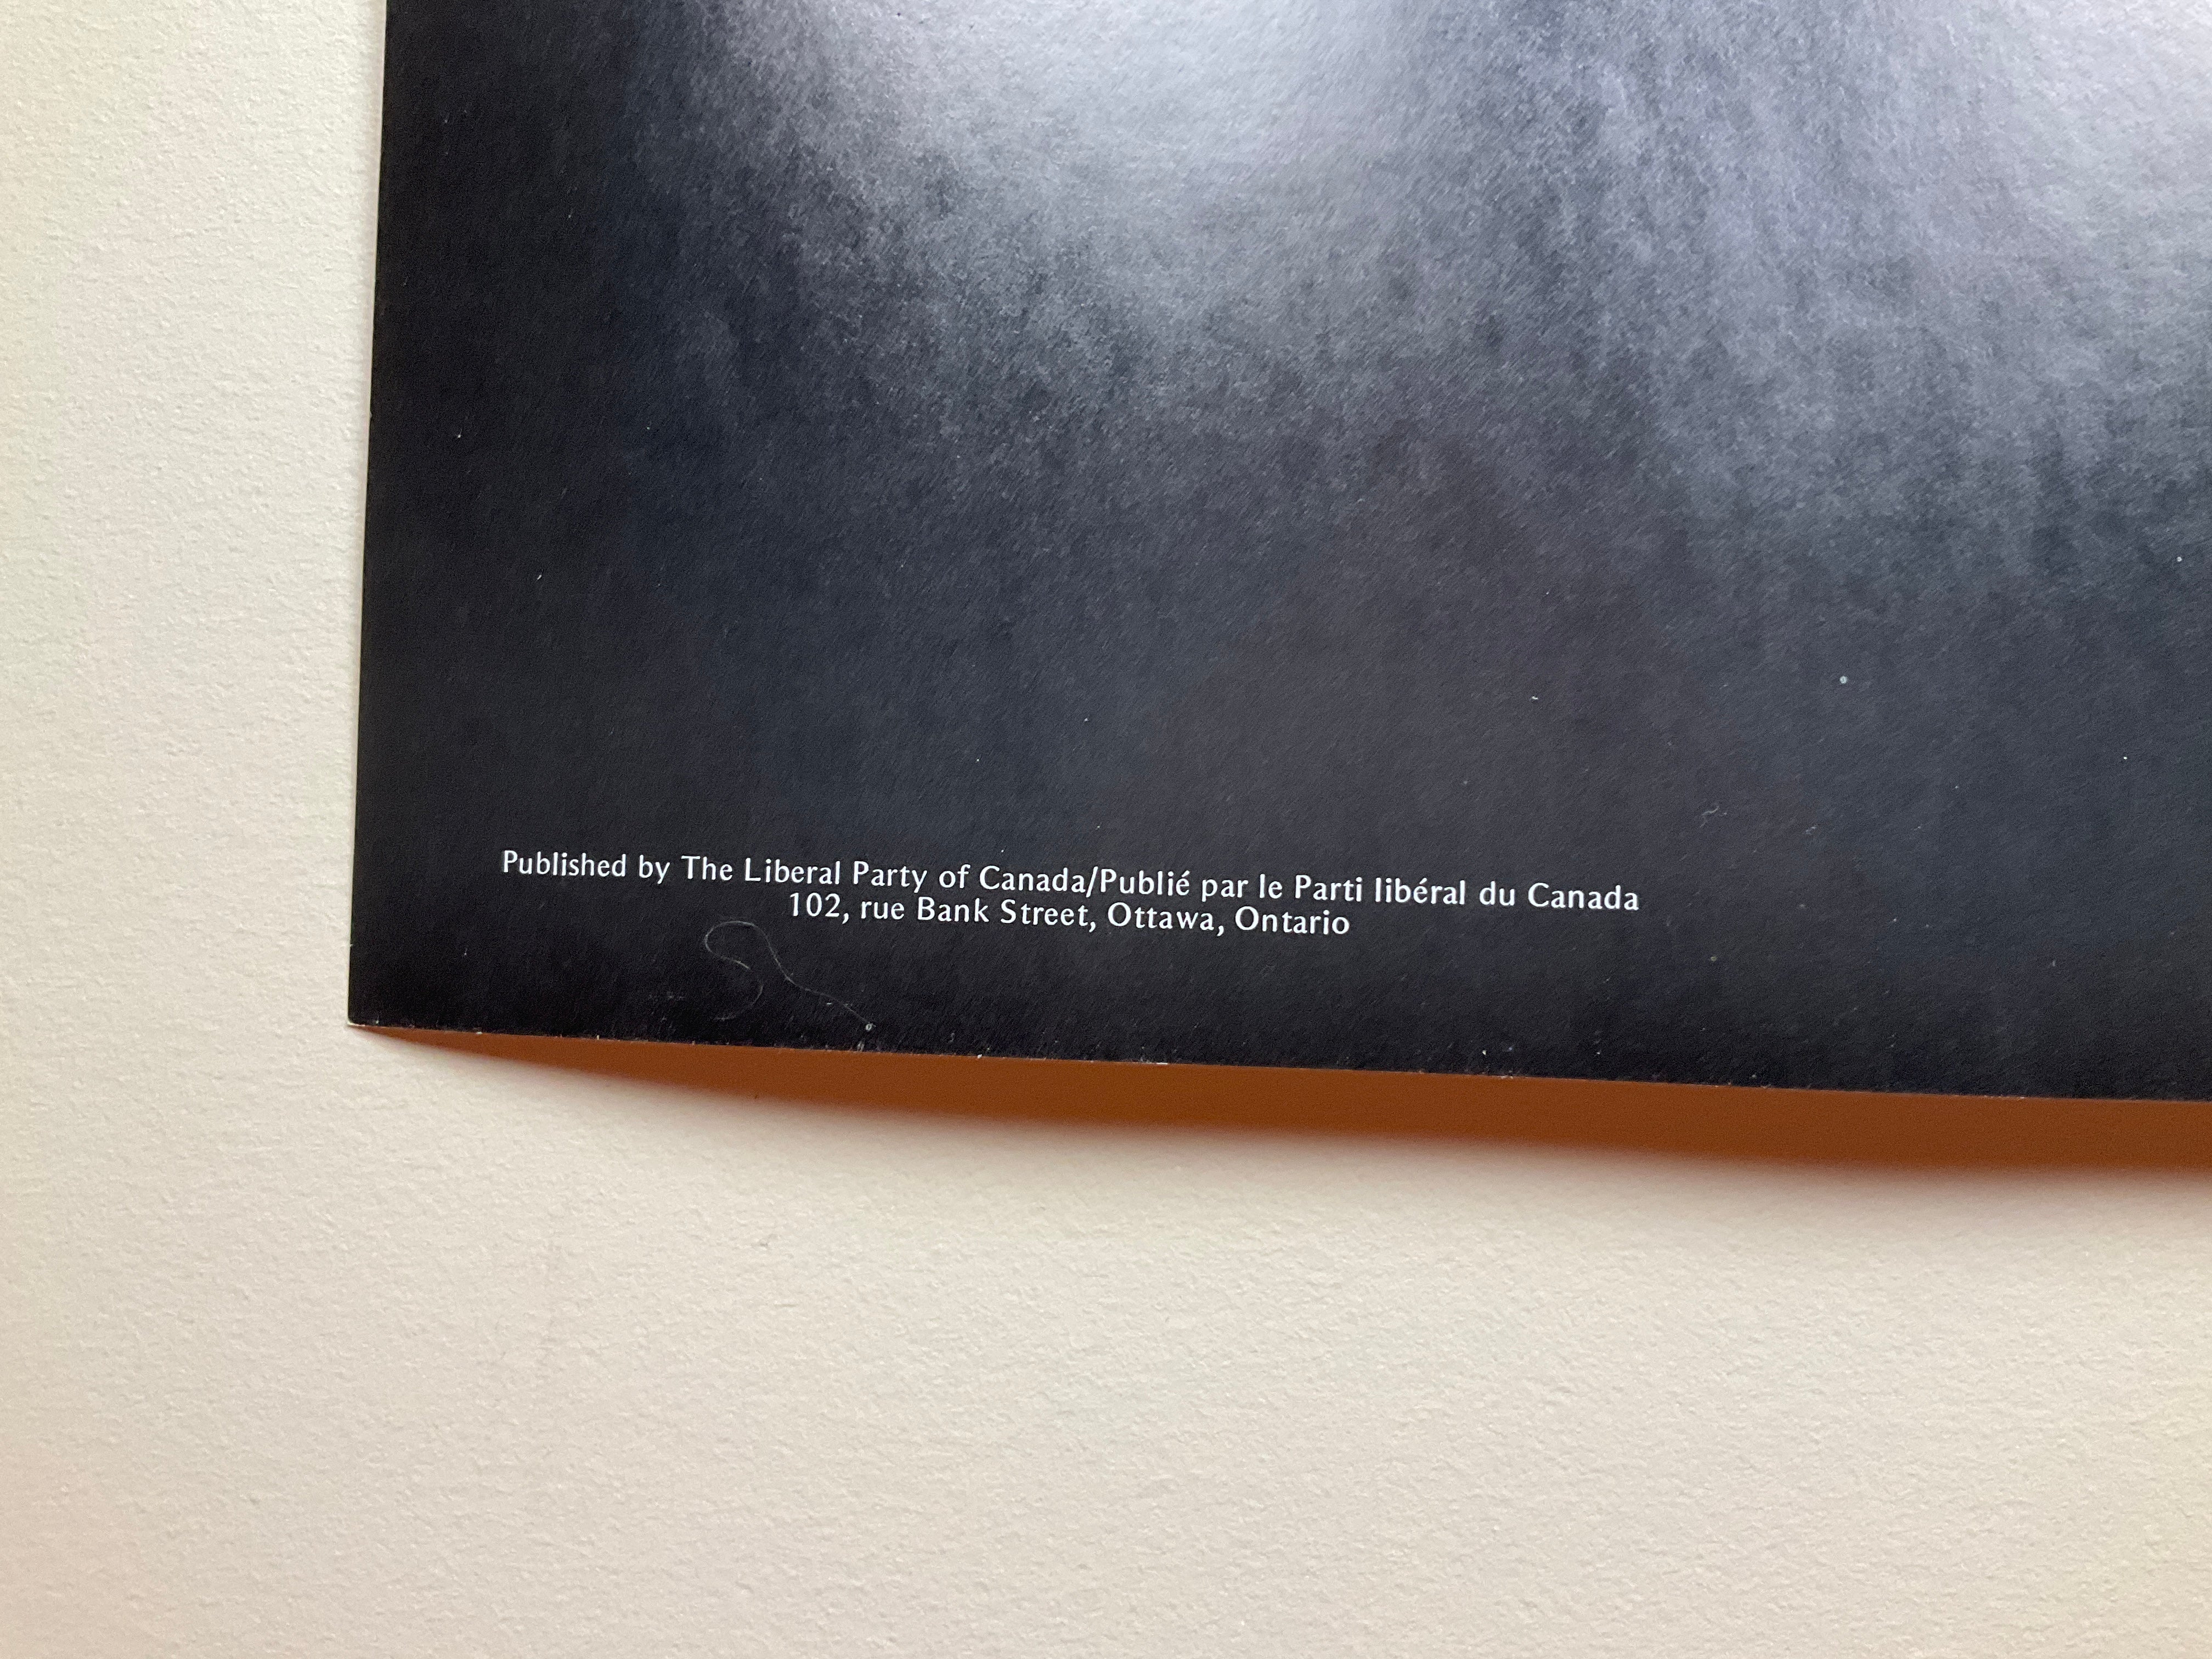 Published by The Liberal Party of Canada/Publié par le Parti libéral du Canada
102, rue Bank Street, Ottawa, Ontario